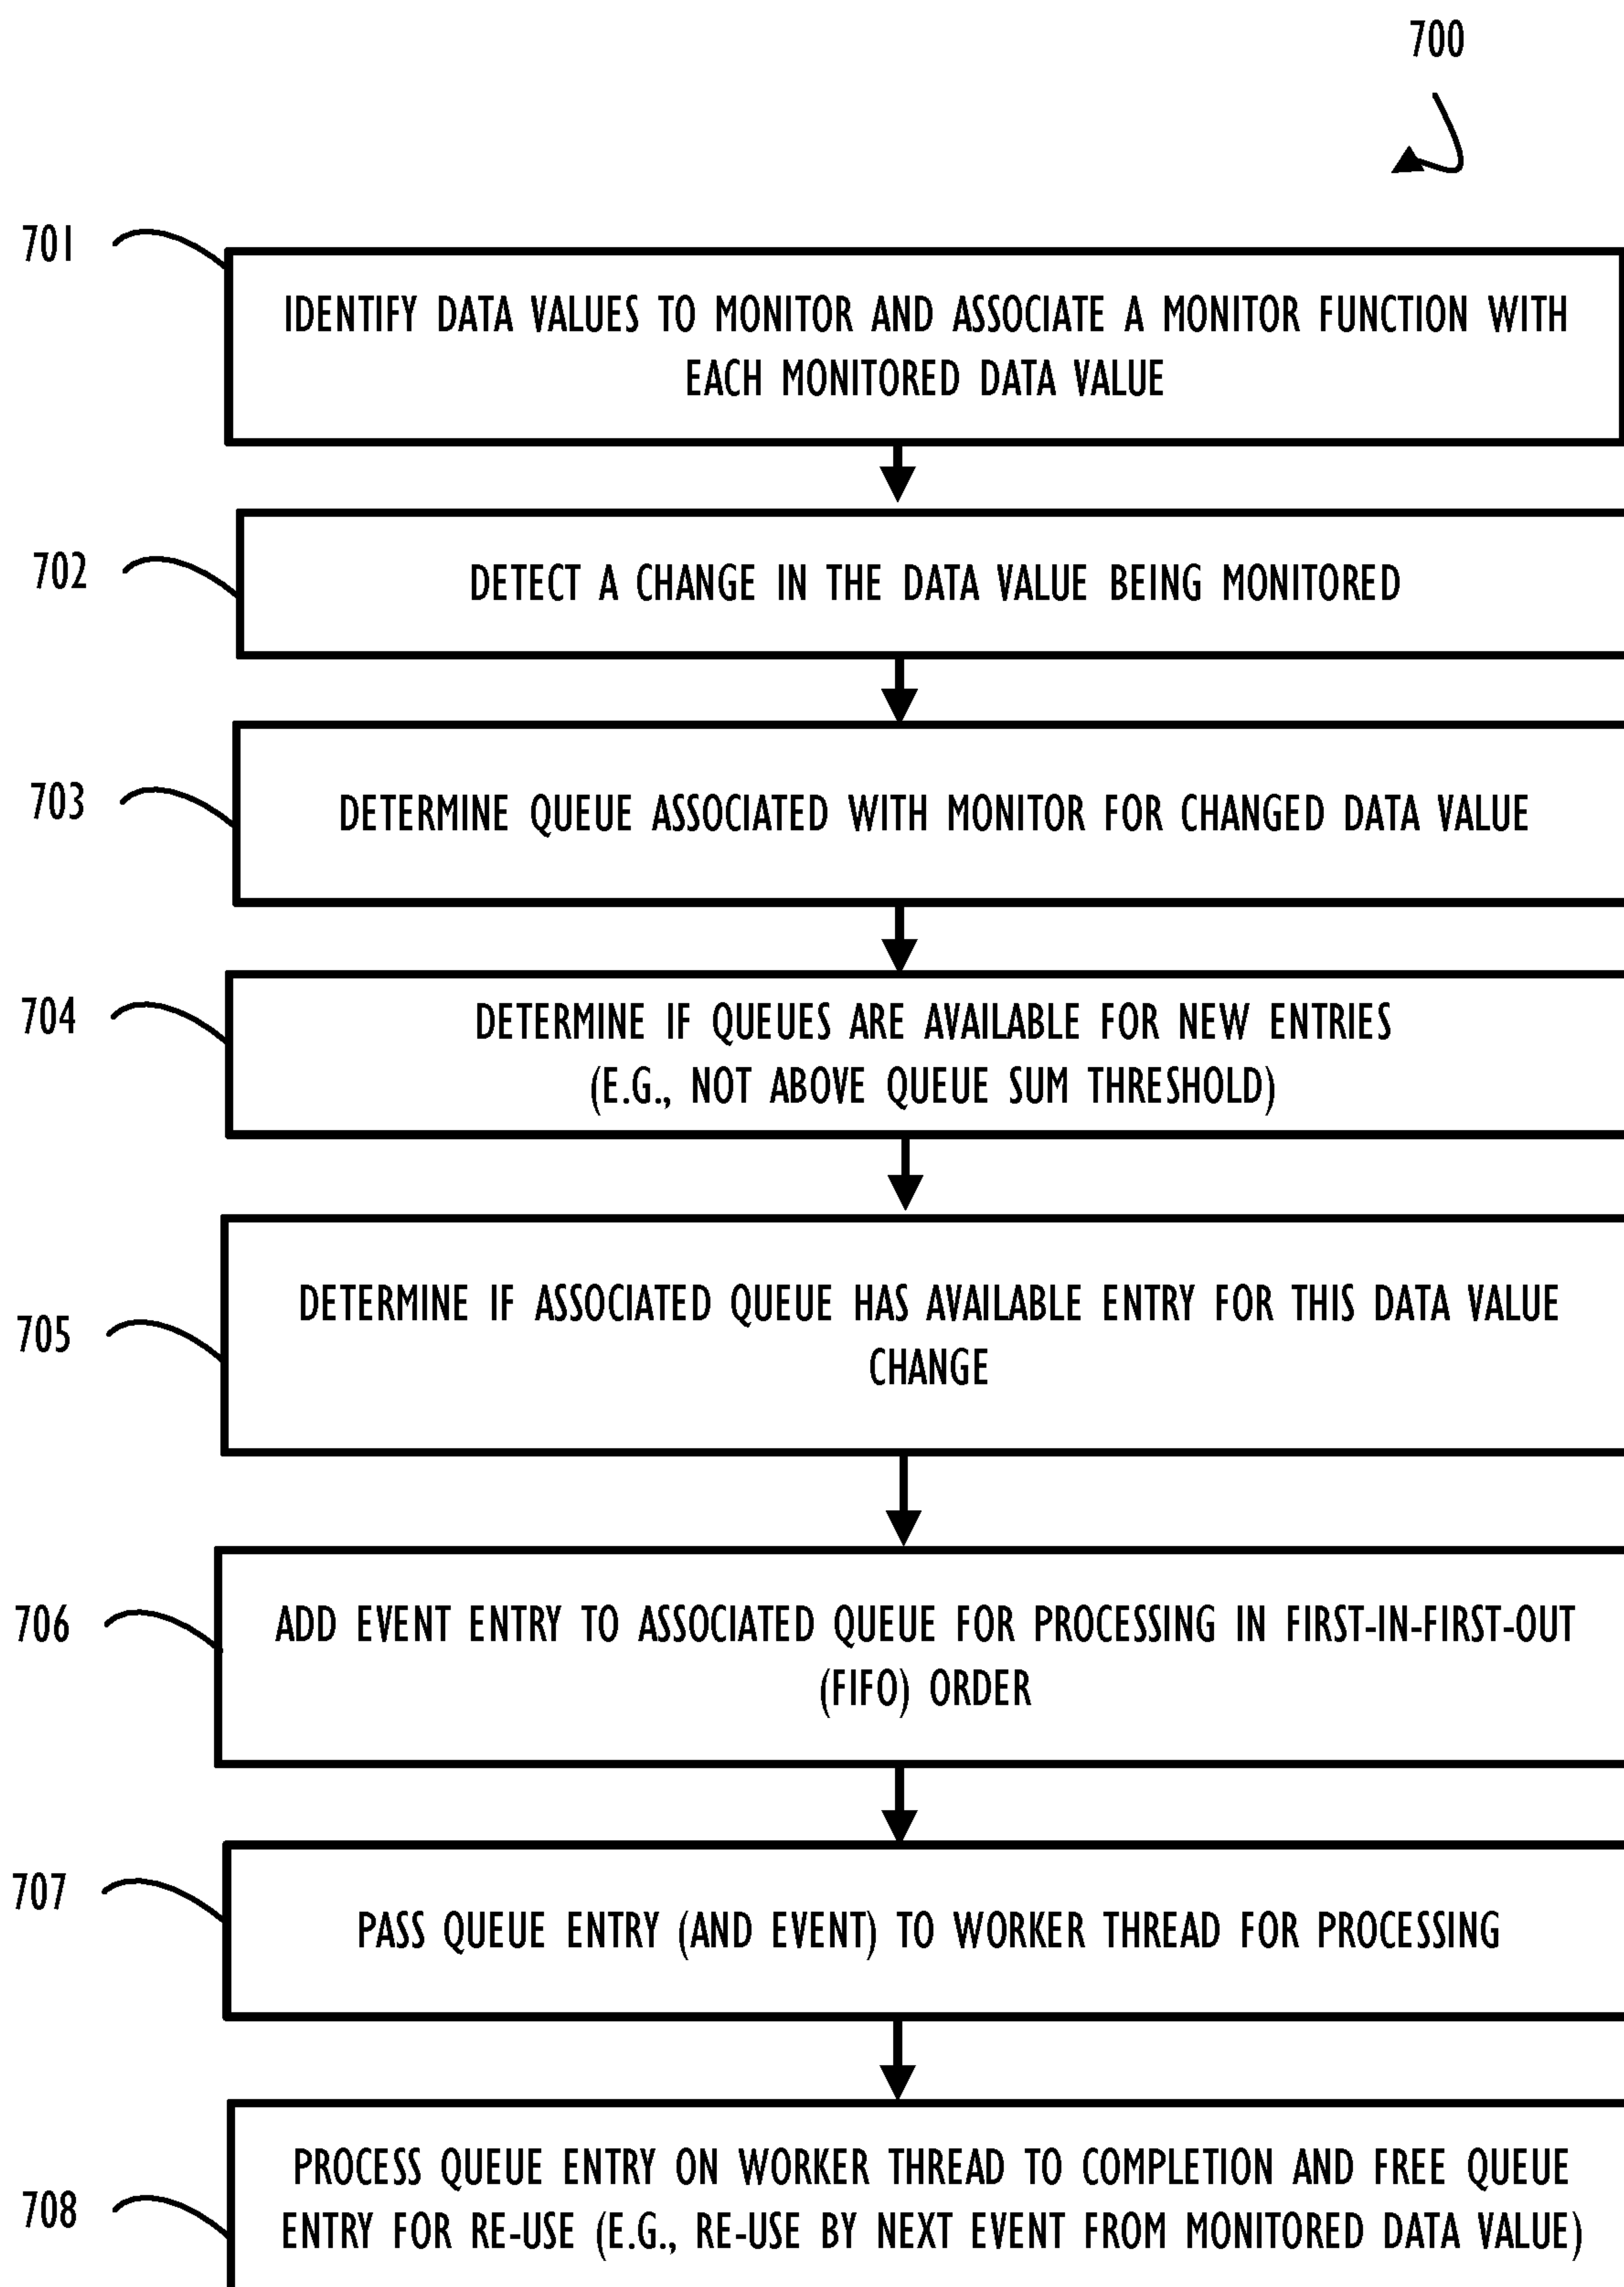 700
701
IDENTIFY DATA VALUES TO MONITOR AND ASSOCIATE A MONITOR FUNCTION WITH
EACH MONITORED DATA VALUE
702
DETECT A CHANGE IN THE DATA VALUE BEING MONITORED
703
DETERMINE QUEUE ASSOCIATED WITH MONITOR FOR CHANGED DATA VALUE
704
DETERMINE IF QUEUES ARE AVAILABLE FOR NEW ENTRIES
(E.G., NOT ABOVE QUEUE SUM THRESHOLD)
705
DETERMINE IF ASSOCIATED QUEUE HAS AVAILABLE ENTRY FOR THIS DATA VALUE
CHANGE
706
ADD EVENT ENTRY TO ASSOCIATED QUEUE FOR PROCESSING IN FIRST-IN-FIRST-OUT
(FIFO) ORDER
707
PASS QUEUE ENTRY (AND EVENT) TO WORKER THREAD FOR PROCESSING
708
PROCESS QUEUE ENTRY ON WORKER THREAD TO COMPLETION AND FREE QUEUE
ENTRY FOR RE-USE (E.G., RE-USE BY NEXT EVENT FROM MONITORED DATA VALUE)